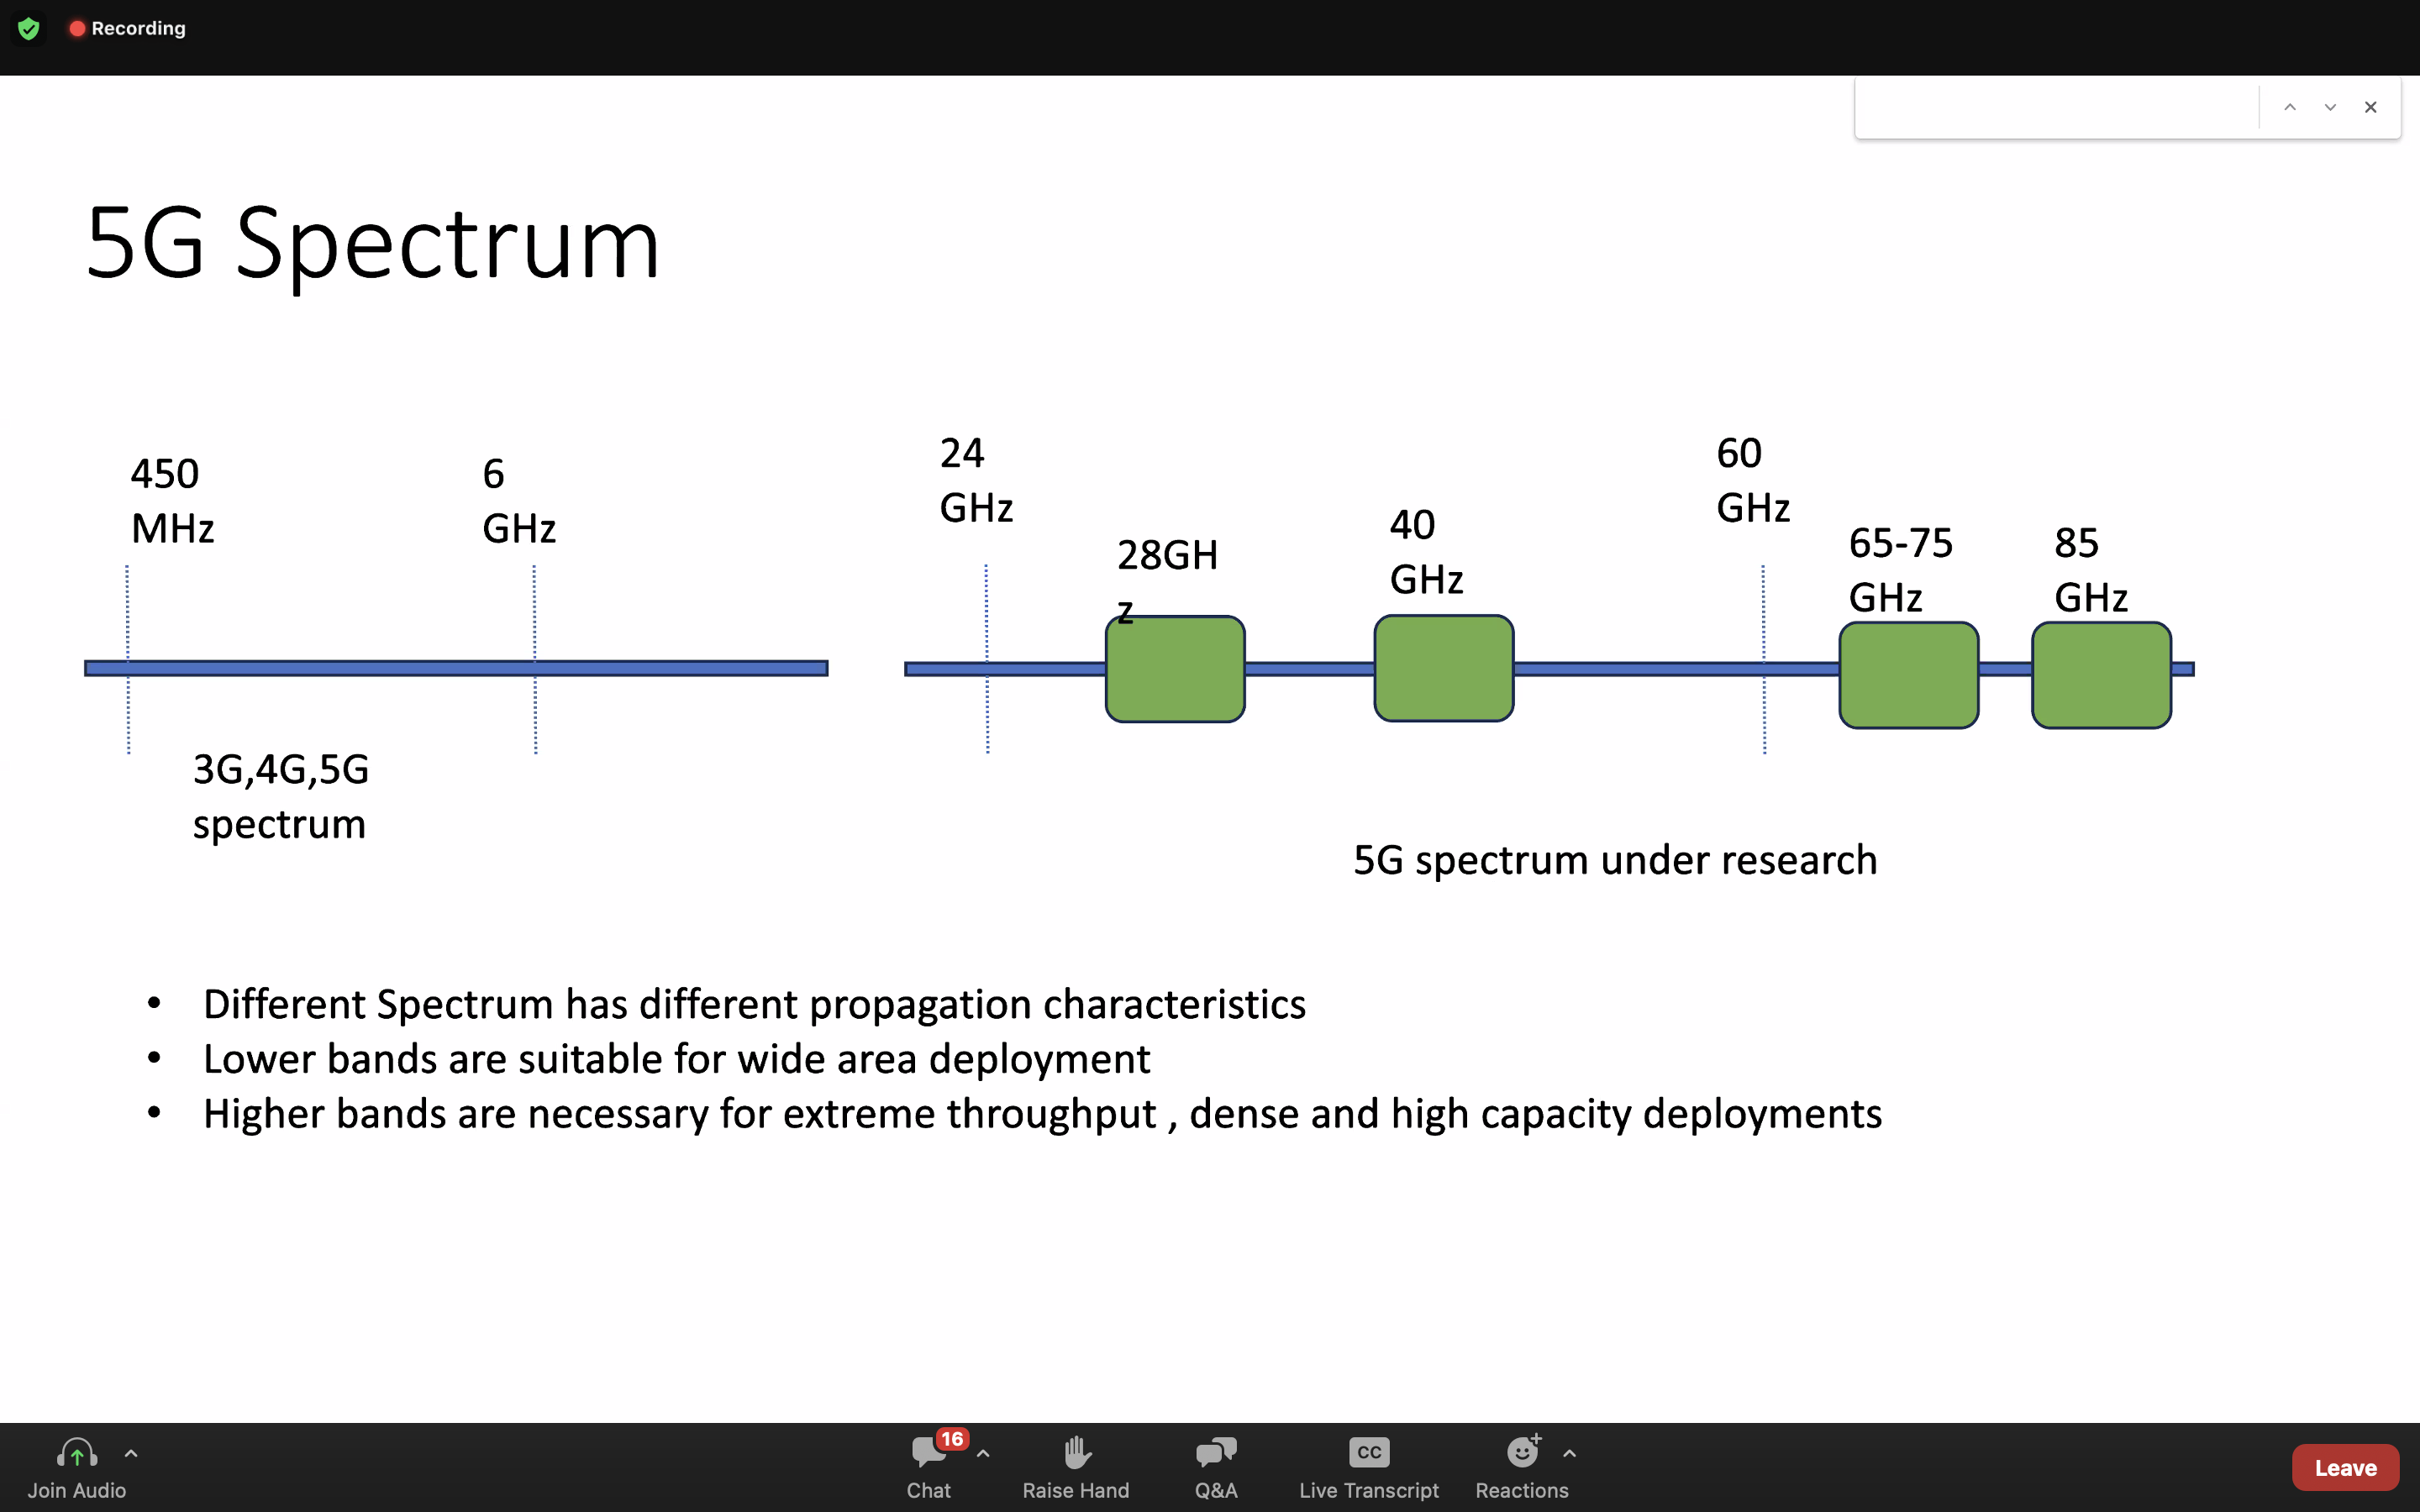 Recording
5G Spectrum
450
MHz
6
GHz
24
GHz
28GH
z
40
GHz
60
GHz
65-75
GHz
85
GHz
3G,4G,5G
spectrum
5G spectrum under research
• Different Spectrum has different propagation characteristics
• Lower bands are suitable for wide area deployment
• Higher bands are necessary for extreme throughput , dense and high capacity deployments
Join Audio
16
Chat
Raise Hand
Q&A
CC
Live Transcript
Reactions
Leave